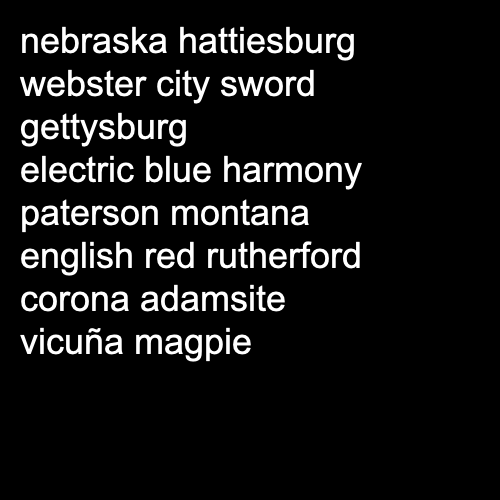 nebraska hattiesburg
webster city sword
gettysburg
electric blue harmony
paterson montana
english red rutherford
corona adamsite
vicuña magpie